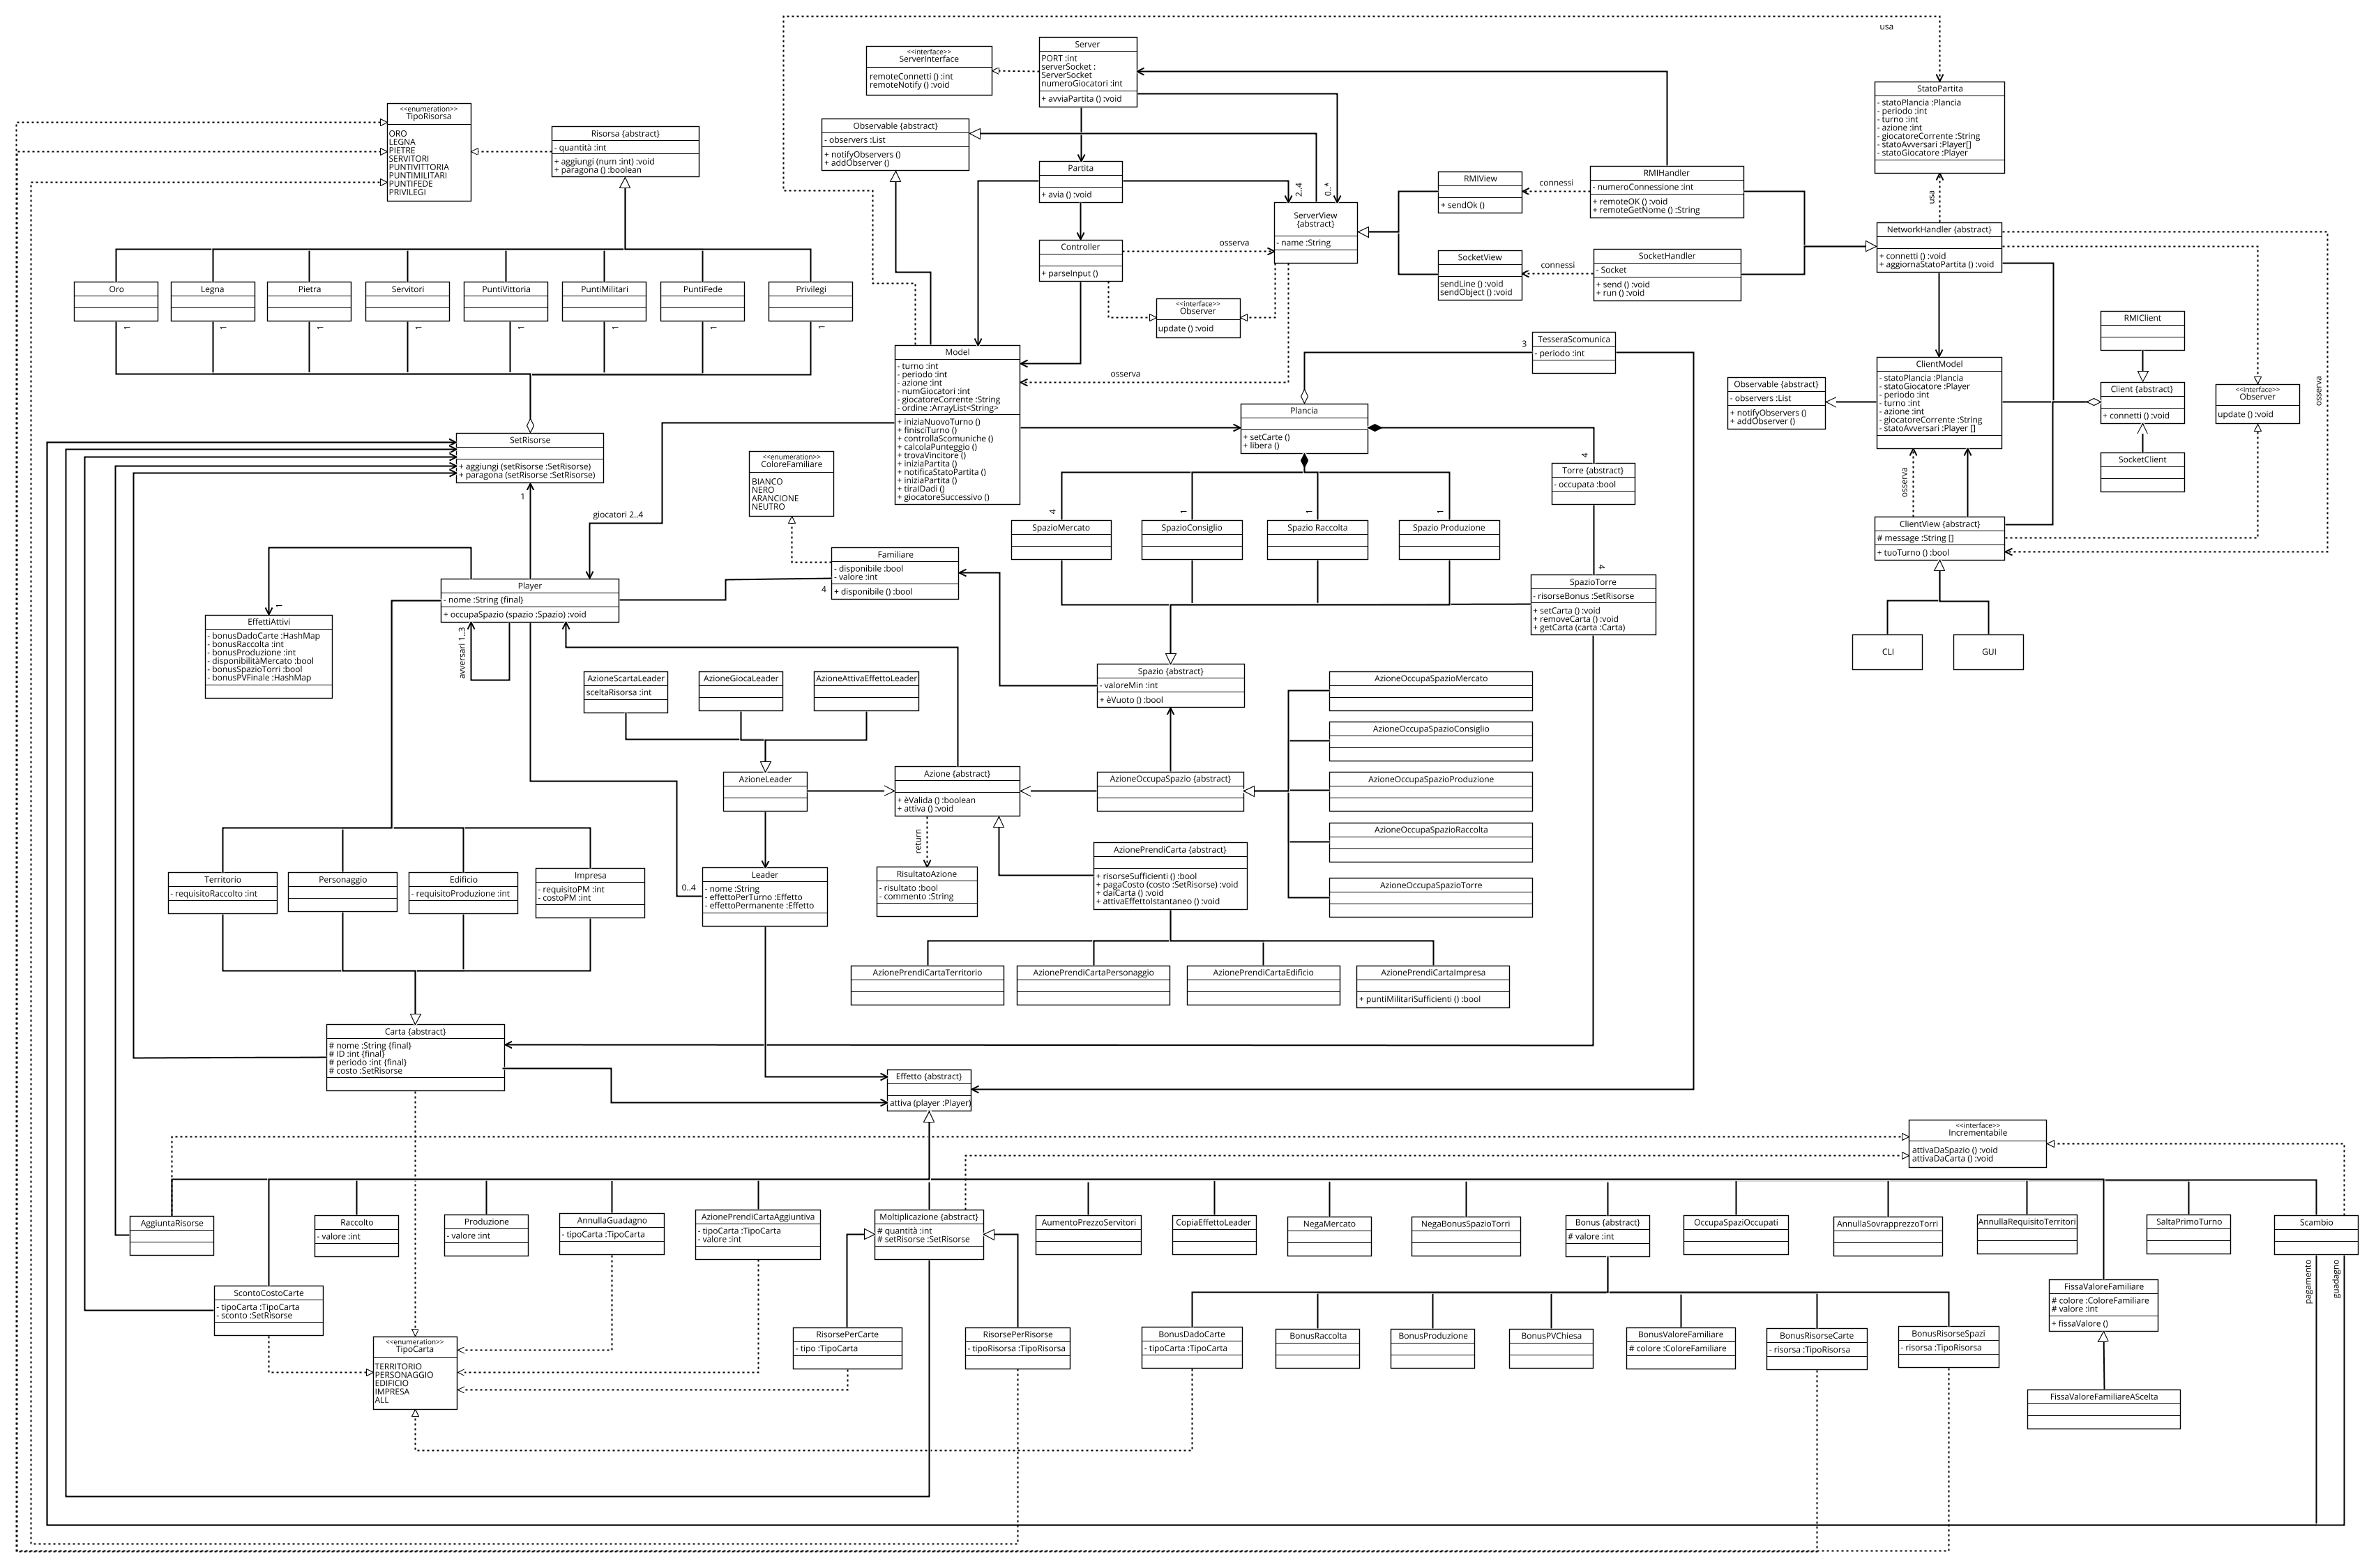 usa
<<interface>>
ServerInterface
remoteConnetti () :int
remoteNotify () :void
Server
PORT :int
serverSocket :
ServerSocket
numeroGiocatori :int
+ avviaPartita () :void
StatoPartita
- statoPlancia :Plancia
- periodo :int
- turno :int
- azione :int
- giocatoreCorrente :String
- statoAvversari :Player[]
- statoGiocatore :Player
<<enumeration>>
TipoRisorsa
ORO
LEGNA
PIETRE
SERVITORI
PUNTIVITTORIA
PUNTIMILITARI
PUNTIFEDE
PRIVILEGI
Risorsa {abstract}
- quantità :int
+ aggiungi (num :int) :void
+ paragona () :boolean
Observable {abstract}
- observers :List
+ notifyObservers ()
+ addObserver ()
Partita
+ avia () :void
2..4
0..*
ServerView
{abstract}
- name :String
RMIView
+ sendOk ()
connessi
RMIHandler
- numeroConnessione :int
+ remoteOK () :void
+ remoteGetNome () :String
usa
NetworkHandler {abstract}
+ connetti () :void
+ aggiornaStatoPartita () :void
Controller
+ parseInput ()
osserva
SocketView
sendLine () :void
sendObject () :void
connessi
SocketHandler
- Socket
+ send () :void
+ run () :void
Oro
Legna
Pietra
Servitori
PuntiVittoria
PuntiMilitari
PuntiFede
Privilegi
1
1
1
1
1
1
1
1
<<interface>>
Observer
update () :void
RMIClient
Model
- turno :int
- periodo :int
- azione :int
- numGiocatori :int
- giocatoreCorrente :String
- ordine :ArrayList<String>
+ iniziaNuovoTurno ()
+ finisciTurno ()
+ controllaScomuniche ()
+ calcolaPunteggio ()
+ trovaVincitore ()
+ iniziaPartita ()
+ notificaStatoPartita ()
+ iniziaPartita ()
+ tiralDadi ()
+ giocatoreSuccessivo ()
osserva
3
TesseraScomunica
- periodo :int
Observable {abstract}
- observers :List
+ notifyObservers ()
+ addObserver ()
ClientModel
- statoPlancia :Plancia
- statoGiocatore :Player
- periodo :int
- turno :int
- azione :int
- giocatoreCorrente :String
- statoAvversari :Player []
Client {abstract}
+ connetti () :void
<<interface>>
Observer
update () :void
osserva
SocketClient
Plancia
+ setCarte ()
+ libera ()
SetRisorse
+ aggiungi (setRisorse :SetRisorse)
+ paragona (setRisorse :SetRisorse)
1
<<enumeration>>
ColoreFamiliare
BIANCO
NERO
ARANCIONE
NEUTRO
giocatori 2..4
4
Torre {abstract}
- occupata :bool
osserva
4
1
1
1
SpazioMercato
SpazioConsiglio
Spazio Raccolta
Spazio Produzione
ClientView {abstract}
# message :String []
+ tuoTurno () :bool
Familiare
- disponibile :bool
- valore :int
+ disponibile () :bool
4
4
SpazioTorre
- risorseBonus :SetRisorse
+ setCarta () :void
+ removeCarta () :void
+ getCarta (carta :Carta)
Player
- nome :String {final}
+ occupaSpazio (spazio :Spazio) :void
avversari 1..3
1
EffettiAttivi
- bonusDadoCarte :HashMap
- bonusRaccolta :int
- bonusProduzione :int
- disponibilitàMercato :bool
- bonusSpazioTorri :bool
- bonusPVFinale :HashMap
CLI
GUI
AzioneScartaLeader
sceltaRisorsa :int
AzioneGiocaLeader
AzioneAttivaEffettoLeader
Spazio {abstract}
- valoreMin :int
+ èVuoto () :bool
AzioneOccupaSpazioMercato
AzioneOccupaSpazioConsiglio
AzioneOccupaSpazioProduzione
AzioneOccupaSpazioRaccolta
AzioneOccupaSpazioTorre
AzioneLeader
Azione {abstract}
+ èValida () :boolean
+ attiva () :void
AzioneOccupaSpazio {abstract}
return
AzionePrendiCarta {abstract}
+ risorseSufficienti () :bool
+ pagaCosto (costo :SetRisorse) :void
+ daiCarta () :void
+ attivaEffettoIstantaneo () :void
Territorio
- requisitoRaccolto :int
Personaggio
Edificio
- requisitoProduzione :int
Impresa
- requisitoPM :int
- costoPM :int
0..4
Leader
- nome :String
- effettoPerTurno :Effetto
- effettoPermanente :Effetto
RisultatoAzione
- risultato :bool
- commento :String
AzionePrendiCartaTerritorio
AzionePrendiCartaPersonaggio
AzionePrendiCartaEdificio
AzionePrendiCartaImpresa
+ puntiMilitariSufficienti () :bool
Carta {abstract}
# nome :String {final}
# ID :int {final}
# periodo :int {final}
# costo :SetRisorse
Effetto {abstract}
attiva (player :Player)
<<interface>>
Incrementabile
attivaDaSpazio () :void
attivaDaCarta () :void
AggiuntaRisorse
Raccolto
- valore :int
Produzione
- valore :int
AnnullaGuadagno
- tipoCarta :TipoCarta
AzionePrendiCartaAggiuntiva
- tipoCarta :TipoCarta
- valore :int
Moltiplicazione {abstract}
# quantità :int
# setRisorse :SetRisorse
AumentoPrezzoServitori
CopiaEffettoLeader
NegaMercato
NegaBonusSpazioTorri
Bonus {abstract}
# valore :int
OccupaSpaziOccupati
AnnullaSovrapprezzoTorri
AnnullaRequisitoTerritori
SaltaPrimoTurno
Scambio
pagamento
guadagno
ScontoCostoCarte
- tipoCarta :TipoCarta
- sconto :SetRisorse
FissaValoreFamiliare
# colore :ColoreFamiliare
# valore :int
+ fissaValore ()
<<enumeration>>
TipoCarta
TERRITORIO
PERSONAGGIO
EDIFICIO
IMPRESA
ALL
RisorsePerCarte
- tipo :TipoCarta
RisorsePerRisorse
- tipoRisorsa :TipoRisorsa
BonusDadoCarte
- tipoCarta :TipoCarta
BonusRaccolta
BonusProduzione
BonusPVChiesa
BonusValoreFamiliare
# colore :ColoreFamiliare
BonusRisorseCarte
- risorsa :TipoRisorsa
BonusRisorseSpazi
- risorsa :TipoRisorsa
FissaValoreFamiliareAScelta